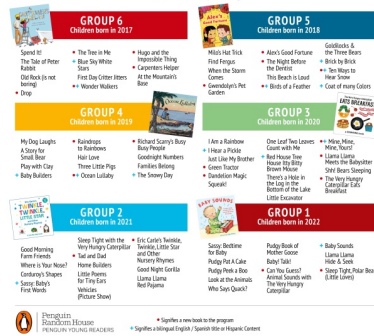 GROUP 6
Children born in 2017
Spend It!
The Tale of Peter
Rabbit
Old Rock (is not
boring)
• Drop
• The Tree in Me
• Blue Sky White
Stars
First Day Critter Jitters
•+ Wonder Walkers
• Hugo and the
Impossible Thing
• Carpenters Helper
At the Mountain's
Base
GROUP 5
Children born in 2018
Milo's Hat Trick
Find Fergus
When the Storm
Comes
• Gwendolyn's Pet
Garden
• Alex's Good Fortune
• The Night Before
the Dentist
This Beach is Loud
•+ Birds of a Feather
Goldilocks &
the Three Bears
+ Brick by Brick
•+ Ten Ways to
Hear Snow
+ Coat of many Colors
GROUP 4
Children born in 2019
My Dog Laughs
A Story for
Small Bear
Play with Clay
+ Baby Builders
• Raindrops
to Rainbows
Hair Love
Three Little Pigs
•+ Ocean Lullaby
• Richard Scarry's Busy
Busy People
Goodnight Numbers
Families Belong
+ The Snowy Day
GROUP 3
Children born in 2020
I Am a Rainbow
+ I Hear a Pickle
Just Like My Brother
• Green Tractor
• Dandelion Magic
Squeak!
One Leaf Two Leaves
Count with Me
+ Red House Tree
House Itty Bitty
Brown Mouse
There's a Hole in
the Log in the
Bottom of the Lake
Little Excavator
•+ Mine, Mine,
Mine, Yours!
• Llama Llama
Meets the Babysitter
Shh! Bears Sleeping
• The Very Hungry
Caterpillar Eats
Breakfast
GROUP 2
Children born in 2021
Good Morning
Farm Friends
Where is Your Nose?
Corduroy's Shapes
+ Sassy: Baby's
First Words
Sleep Tight with the
Very Hungry Caterpillar
• Tad and Dad
Home Builders
• Little Poems
for Tiny Ears
Vehicles
(Picture Show)
• Eric Carle's Twinkle,
Twinkle, Little Star
and Other
Nursery Rhymes
Good Night Gorilla
Llama Llama
Red Pajama
GROUP 1
Children born in 2022
Sassy: Bedtime
for Baby
Pudgy Pat A Cake
Pudgy Peek a Boo
Look at the Animals
Who Says Quack?
Pudgy Book of
Mother Goose
• Baby! Talk!
• Can You Guess?
Animal Sounds with
The Very Hungry
Caterpillar
+ Baby Sounds
Llama Llama
Hide & Seek
• Sleep Tight, Polar Bear
(Little Loves)
Penguin
Random House
PENGUIN YOUNG READERS
• Signifies a new book to the program
+ Signifies a bilingual English / Spanish title or Hispanic Content